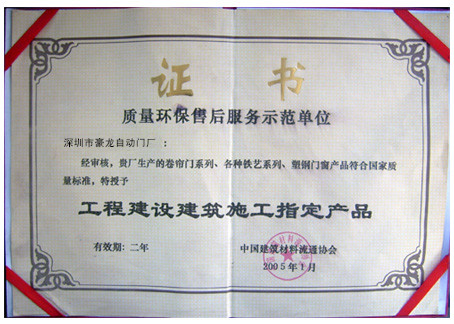 证 书
质量环保售后服务示范单位
深圳市豪龙自动门厂 :
经审核, 贵厂生产的卷帘门系列、各种铁艺系列、塑钢门窗产品符合国家质
量标准, 特授予
工程建设建筑施工指定产品
有效期: 二年
中国建筑材料流通协会
2005年1月